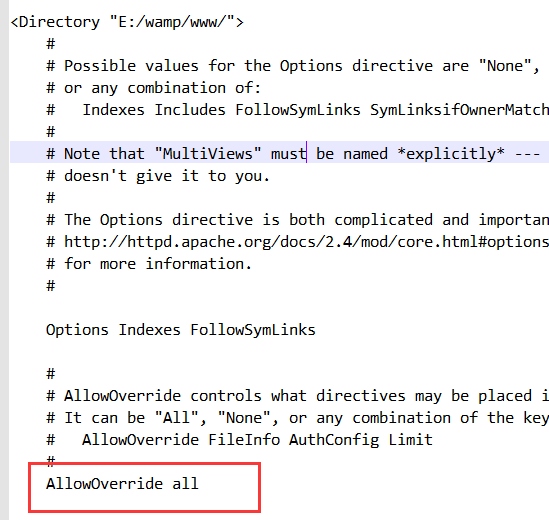 <Directory "E:/wamp/www/">
#
# Possible values for the Options directive are "None",
# or any combination of:
#   Indexes Includes FollowSymLinks SymLinksifOwnerMatch
#
# Note that "MultiViews" must be named *explicitly* ---
# doesn't give it to you.
#
# The Options directive is both complicated and importan
# http://httpd.apache.org/docs/2.4/mod/core.html#options
# for more information.
#
Options Indexes FollowSymLinks
#
# AllowOverride controls what directives may be placed i
# It can be "All", "None", or any combination of the key
#   AllowOverride FileInfo AuthConfig Limit
#
AllowOverride all